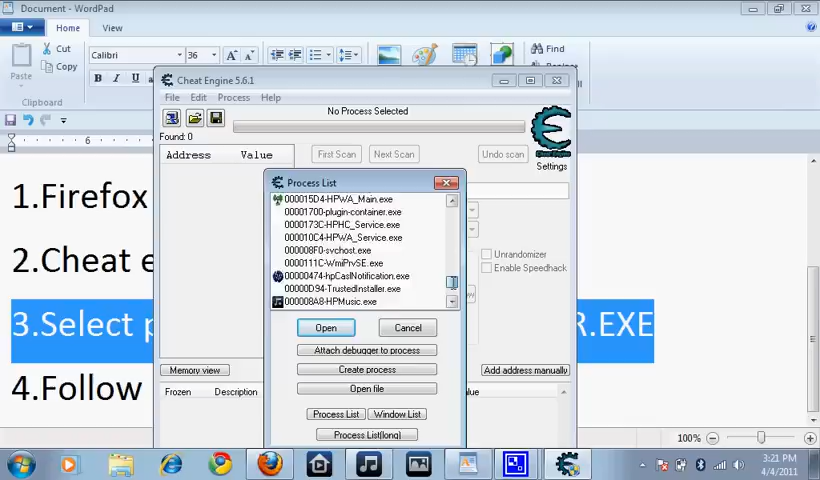 Document - WordPad
Home View
Cut
Copy
Paste
Calibri 36
B I U
Find
Clipboard
6
1.Firefox
2.Cheat e
3.Select p R.EXE
4.Follow
Cheat Engine 5.6.1
File Edit Process Help
No Process Selected
Found: 0
Address Value
First Scan Next Scan Undo scan
Settings
Unrandomizer
Enable Speedhack
Memory view
Add address manually
Frozen Description
Process List
000015D4-HPWA_Main.exe
00001700-plugin-container.exe
0000173C-HPHC_Service.exe
000010C4-HPWA_Service.exe
000008F0-svchost.exe
0000111C-WmiPrvSE.exe
00000474-hpCaslNotification.exe
00000D94-TrustedInstaller.exe
000008A8-HPMusic.exe
Open Cancel
Attach debugger to process
Create process
Open file
Process List Window List
Process List(long)
100%
3:21 PM
4/4/2011